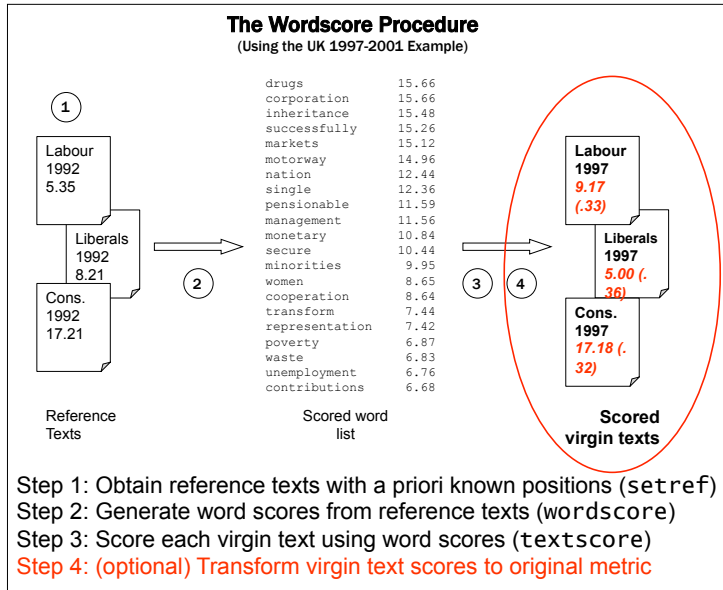 The Wordscore Procedure
(Using the UK 1997-2001 Example)
1
Labour
1992
5.35
Liberals
1992
8.21
Cons.
1992
17.21
Reference
Texts
2
drugs 15.66
corporation 15.66
inheritance 15.48
successfully 15.26
markets 15.12
motorway 14.96
nation 12.44
single 12.36
pensionable 11.59
management 11.56
monetary 10.84
secure 10.44
minorities 9.95
women 8.65
cooperation 8.64
transform 7.44
representation 7.42
poverty 6.87
waste 6.83
unemployment 6.76
contributions 6.68
Scored word
list
3
4
Labour
1997
9.17
(.33)
Liberals
1997
5.00 (.
36)
Cons.
1997
17.18 (.
32)
Scored
virgin texts
Step 1: Obtain reference texts with a priori known positions (setref)
Step 2: Generate word scores from reference texts (wordscore)
Step 3: Score each virgin text using word scores (textscore)
Step 4: (optional) Transform virgin text scores to original metric